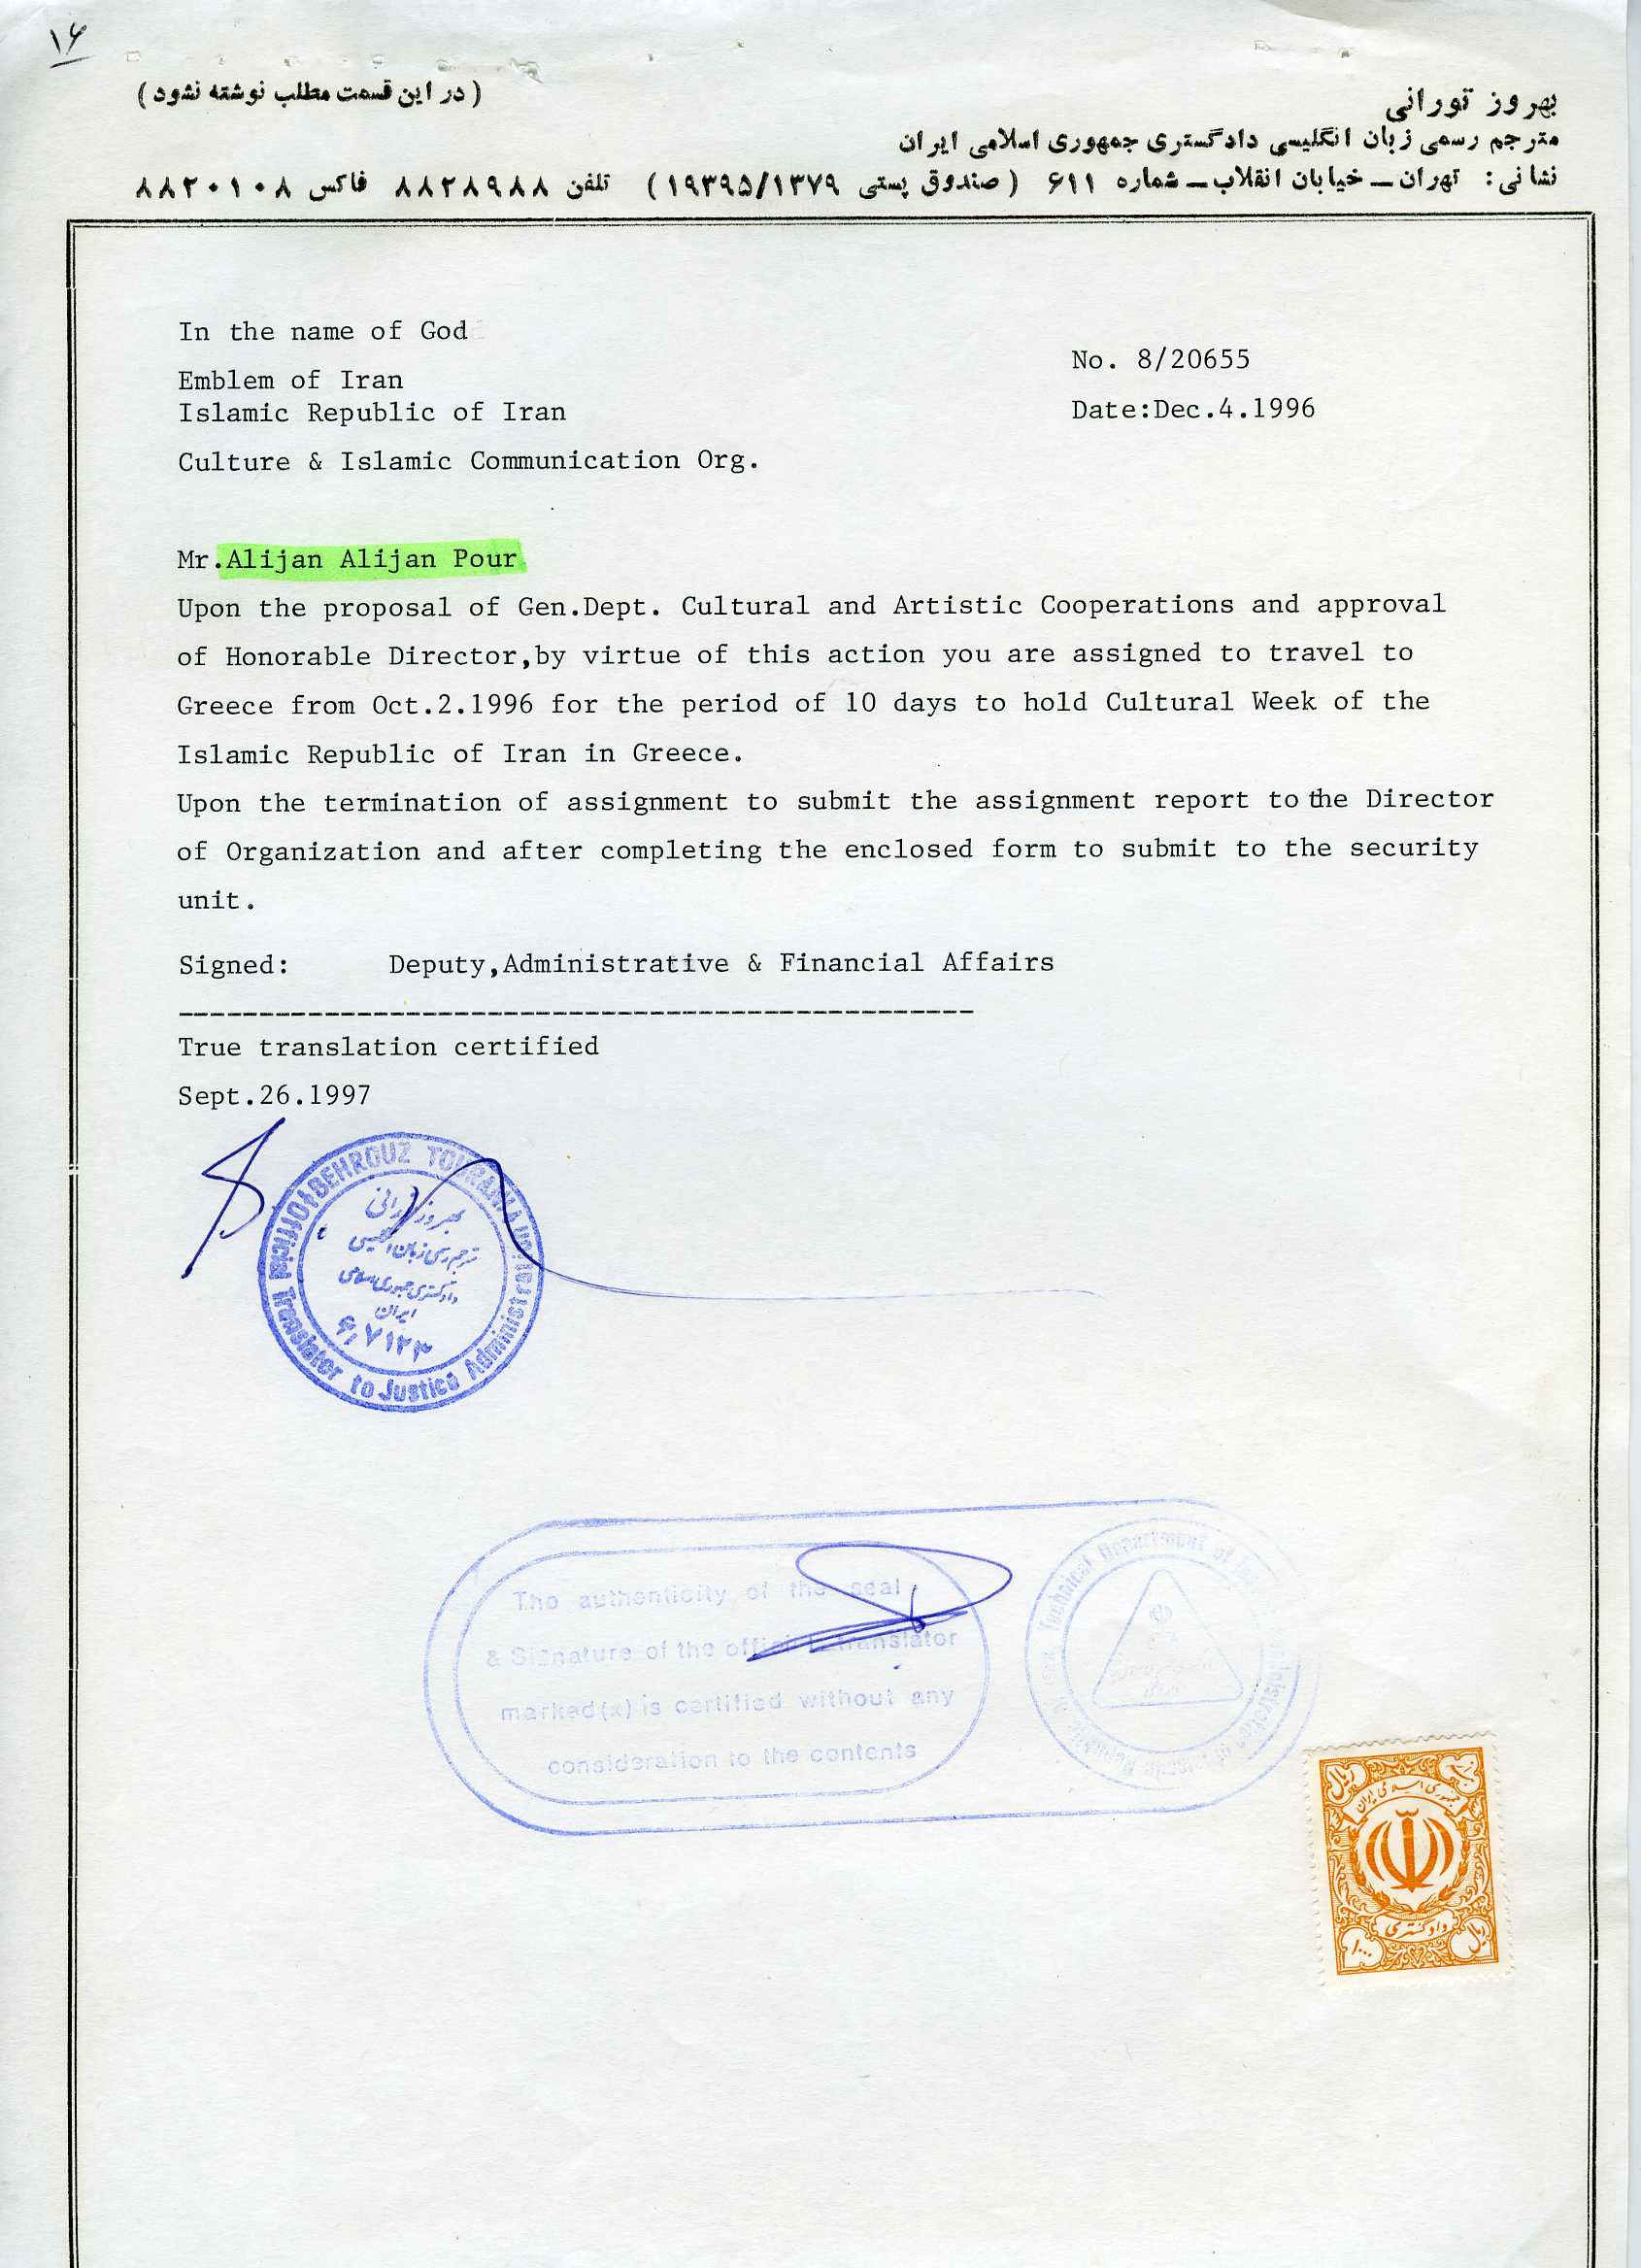 ۱۶
(در این قسمت مطلب نوشته نشود)
بهروز تورانی
مترجم رسمی زبان انگلیسی دادگستری جمهوری اسلامی ایران
نشانی: تهران ـ خیابان انقلاب ـ شماره ۶۱۱ (صندوق پستی ۱۹۳۹۵/۱۳۷۹) تلفن ۸۸۲۸۹۸۸ فاکس ۸۸۲۰۱۰۸
In the name of God
No. 8/20655
Emblem of Iran
Islamic Republic of Iran
Date:Dec.4.1996
Culture & Islamic Communication Org.
Mr.Alijan Alijan Pour
Upon the proposal of Gen.Dept. Cultural and Artistic Cooperations and approval
of Honorable Director,by virtue of this action you are assigned to travel to
Greece from Oct.2.1996 for the period of 10 days to hold Cultural Week of the
Islamic Republic of Iran in Greece.
Upon the termination of assignment to submit the assignment report to the Director
of Organization and after completing the enclosed form to submit to the security
unit.
Signed: Deputy,Administrative & Financial Affairs
True translation certified
Sept.26.1997
BEHROUZ TOURANI
Official Translator to Justice Administ
بهروز تورانی
مترجم رسمی زبان انگلیسی
دادگستری جمهوری اسلامی
ایران
The authenticity of the seal
& Signature of the official translator
marked(x) is certified without any
consideration to the contents
Technical Department of
ریال
جمهوری اسلامی ایران
دادگستری
۱۰۰۰
ریال